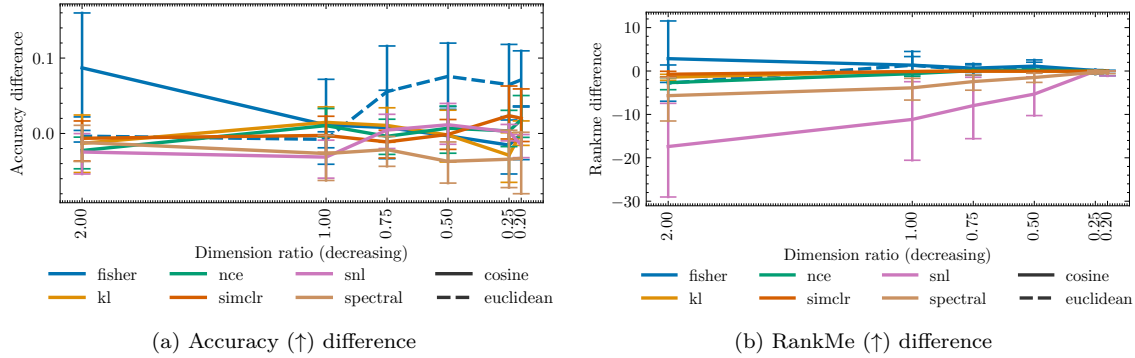 0.1
0.0
Accuracy difference
2.00
1.00
0.75
0.50
0.25
0.20
Dimension ratio (decreasing)
fisher
nce
snl
cosine
kl
simclr
spectral
euclidean
(a) Accuracy (↑) difference
10
0
−10
−20
−30
Rankme difference
2.00
1.00
0.75
0.50
0.25
0.20
Dimension ratio (decreasing)
fisher
nce
snl
cosine
kl
simclr
spectral
euclidean
(b) RankMe (↑) difference